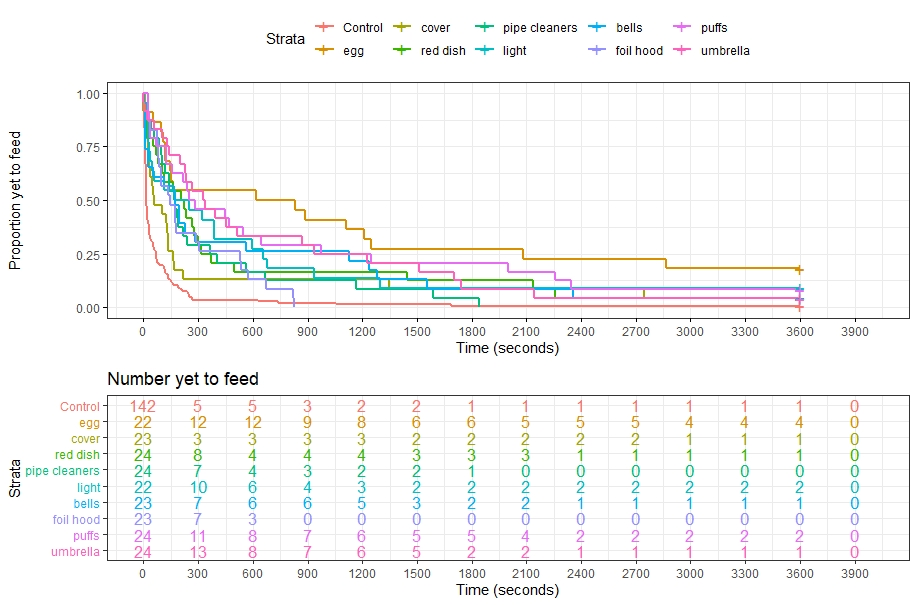 Strata Control cover pipe cleaners bells puffs
egg red dish light foil hood umbrella
Proportion yet to feed
1.00
0.75
0.50
0.25
0.00
0 300 600 900 1200 1500 1800 2100 2400 2700 3000 3300 3600 3900
Time (seconds)
Number yet to feed
Strata
Control 142 5 5 3 2 2 1 1 1 1 1 1 1 0
egg 22 12 12 9 8 6 6 5 5 5 4 4 4 0
cover 23 3 3 3 3 2 2 2 2 2 1 1 1 0
red dish 24 8 4 4 4 3 3 3 1 1 1 1 1 0
pipe cleaners 24 7 4 3 2 2 1 0 0 0 0 0 0 0
light 22 10 6 4 3 2 2 2 2 2 2 2 2 0
bells 23 7 6 6 5 3 2 2 1 1 1 1 1 0
foil hood 23 7 3 0 0 0 0 0 0 0 0 0 0 0
puffs 24 11 8 7 6 5 5 4 2 2 2 2 2 0
umbrella 24 13 8 7 6 5 2 2 1 1 1 1 1 0
0 300 600 900 1200 1500 1800 2100 2400 2700 3000 3300 3600 3900
Time (seconds)